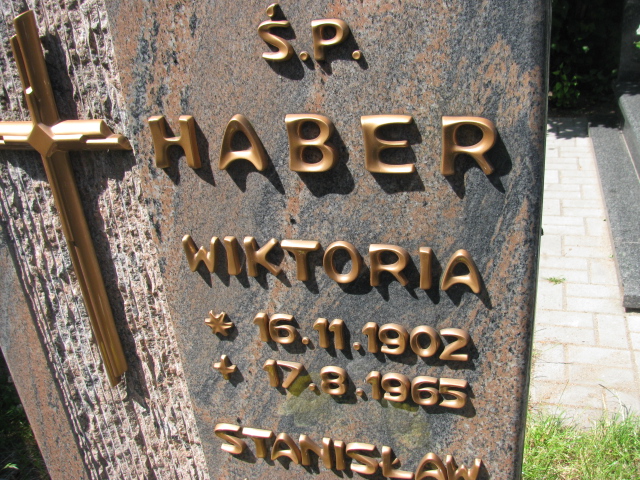 Ś.P.
HABER
WIKTORIA
* 16.11.1902
+ 17.8.1965
STANISŁAW